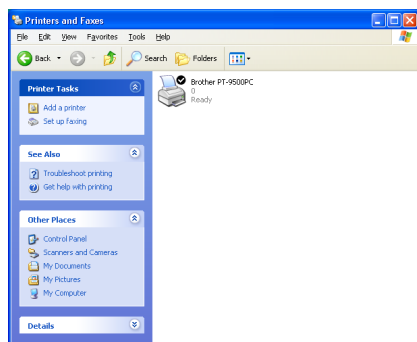 Printers and Faxes
File Edit View Favorites Tools Help
Back Search Folders
Printer Tasks
Add a printer
Set up faxing
See Also
Troubleshoot printing
Get help with printing
Other Places
Control Panel
Scanners and Cameras
My Documents
My Pictures
My Computer
Details
Brother PT-9500PC
0
Ready